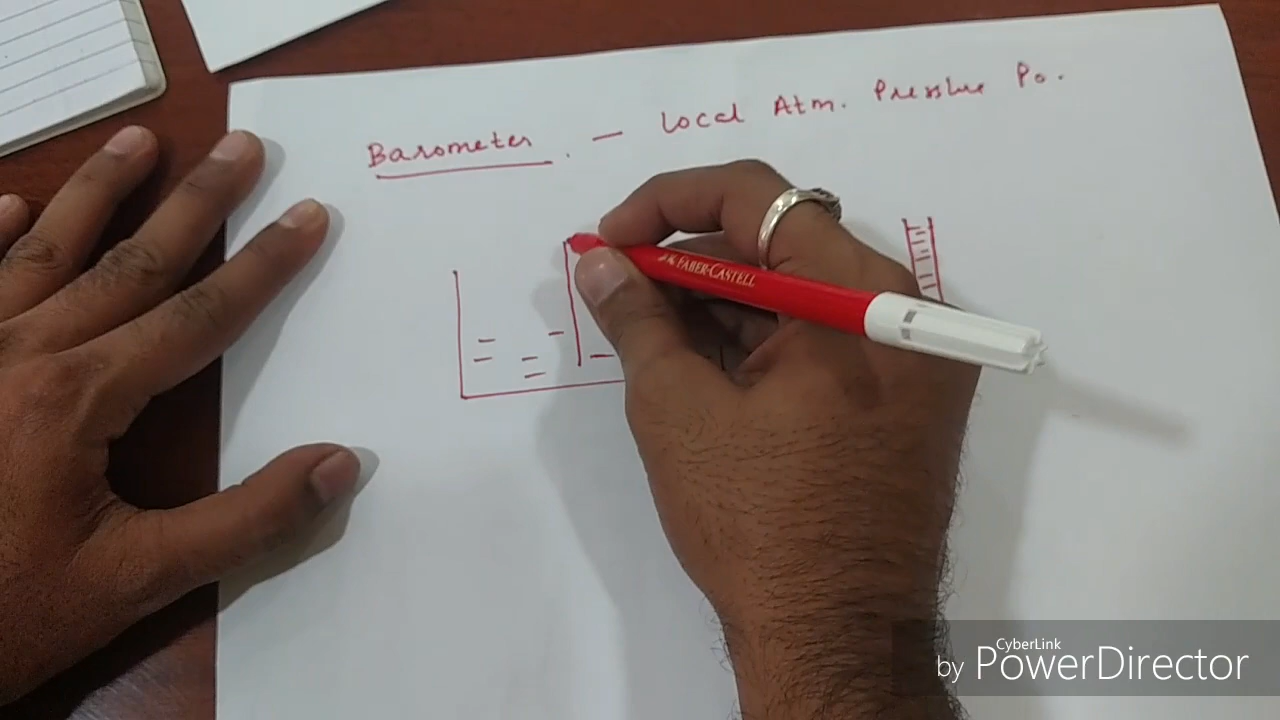 Barometer. — Local Atm. Pressure Po.
FABER-CASTELL
CyberLink
by PowerDirector